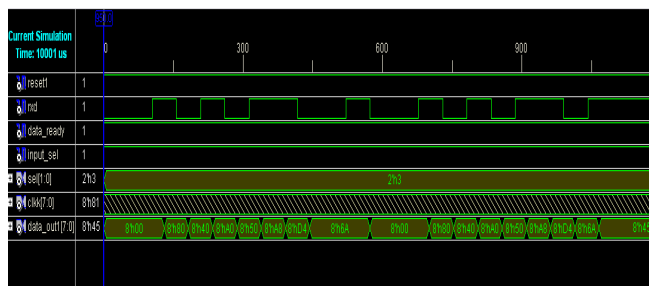 Current Simulation
Time: 10001 us
0 300 600 900
reset1 1
rxd 1
data_ready 1
input_sel 1
sel[1:0] 2'h3 2'h3
clkk[7:0] 8'h81
data_out1[7:0] 8'h45 8'h00 8'h80 8'h40 8'hA0 8'h50 8'hA8 8'hD4 8'h6A 8'h00 8'h80 8'h40 8'hA0 8'h50 8'hA8 8'hD4 8'h6A 8'h45